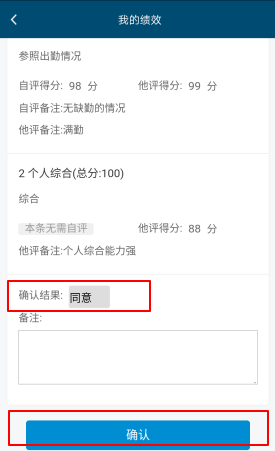 我的绩效
参照出勤情况
自评得分: 98 分 他评得分: 99 分
自评备注:无缺勤的情况
他评备注:满勤
2 个人综合(总分:100)
综合
本条无需自评 他评得分: 88 分
他评备注:个人综合能力强
确认结果: 同意
备注:
确认